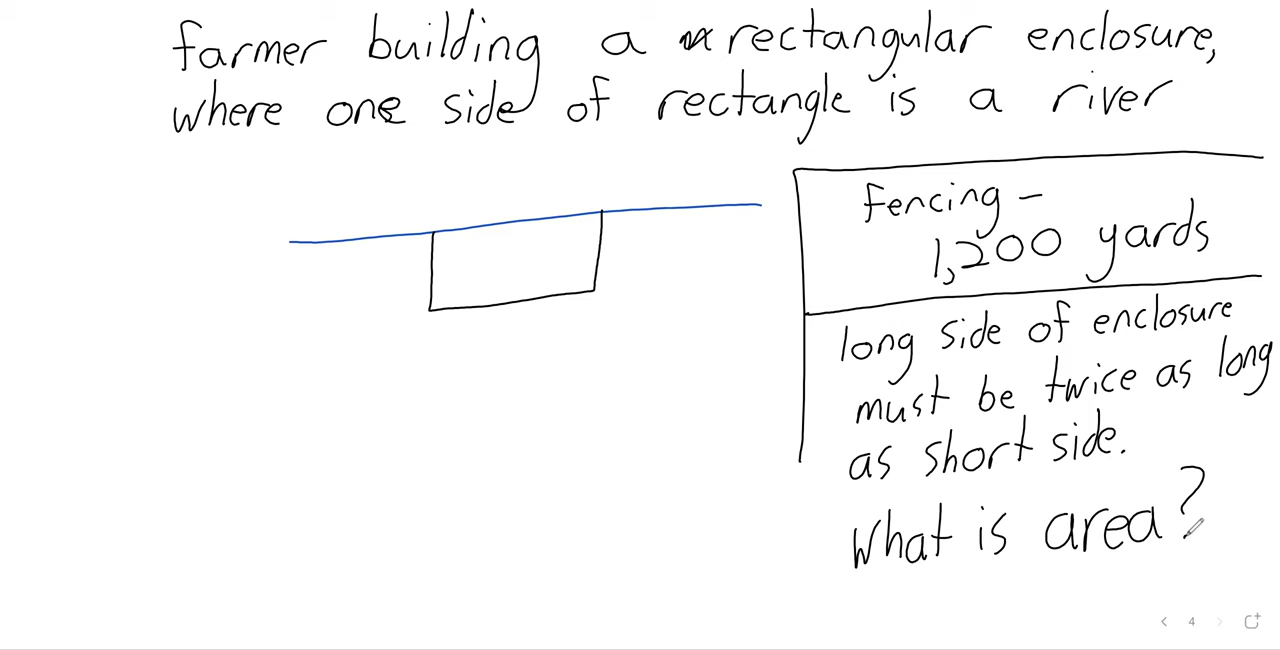 farmer building a rectangular enclosure,
where one side of rectangle is a river
Fencing –
1,200 yards
long side of enclosure
must be twice as long
as short side.
What is area?
4